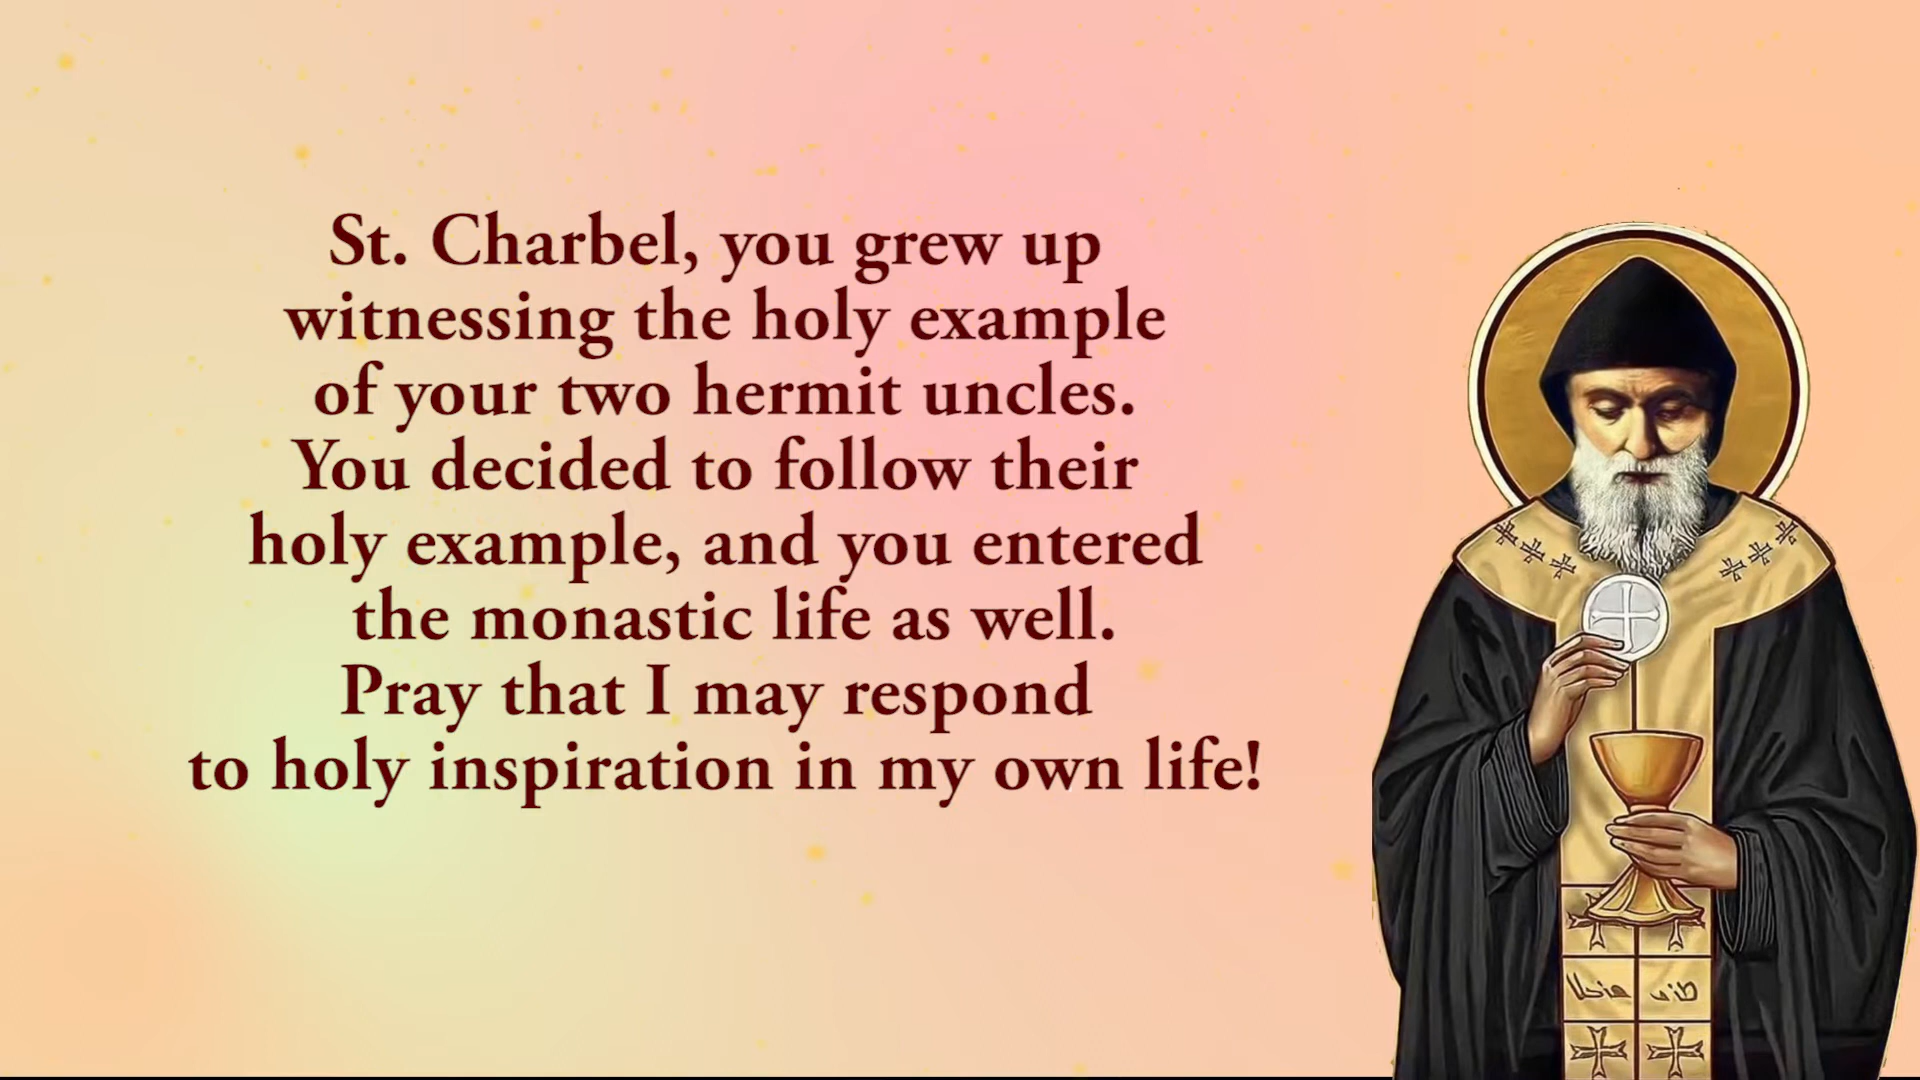 St. Charbel, you grew up
witnessing the holy example
of your two hermit uncles.
You decided to follow their
holy example, and you entered
the monastic life as well.
Pray that I may respond
to holy inspiration in my own life!